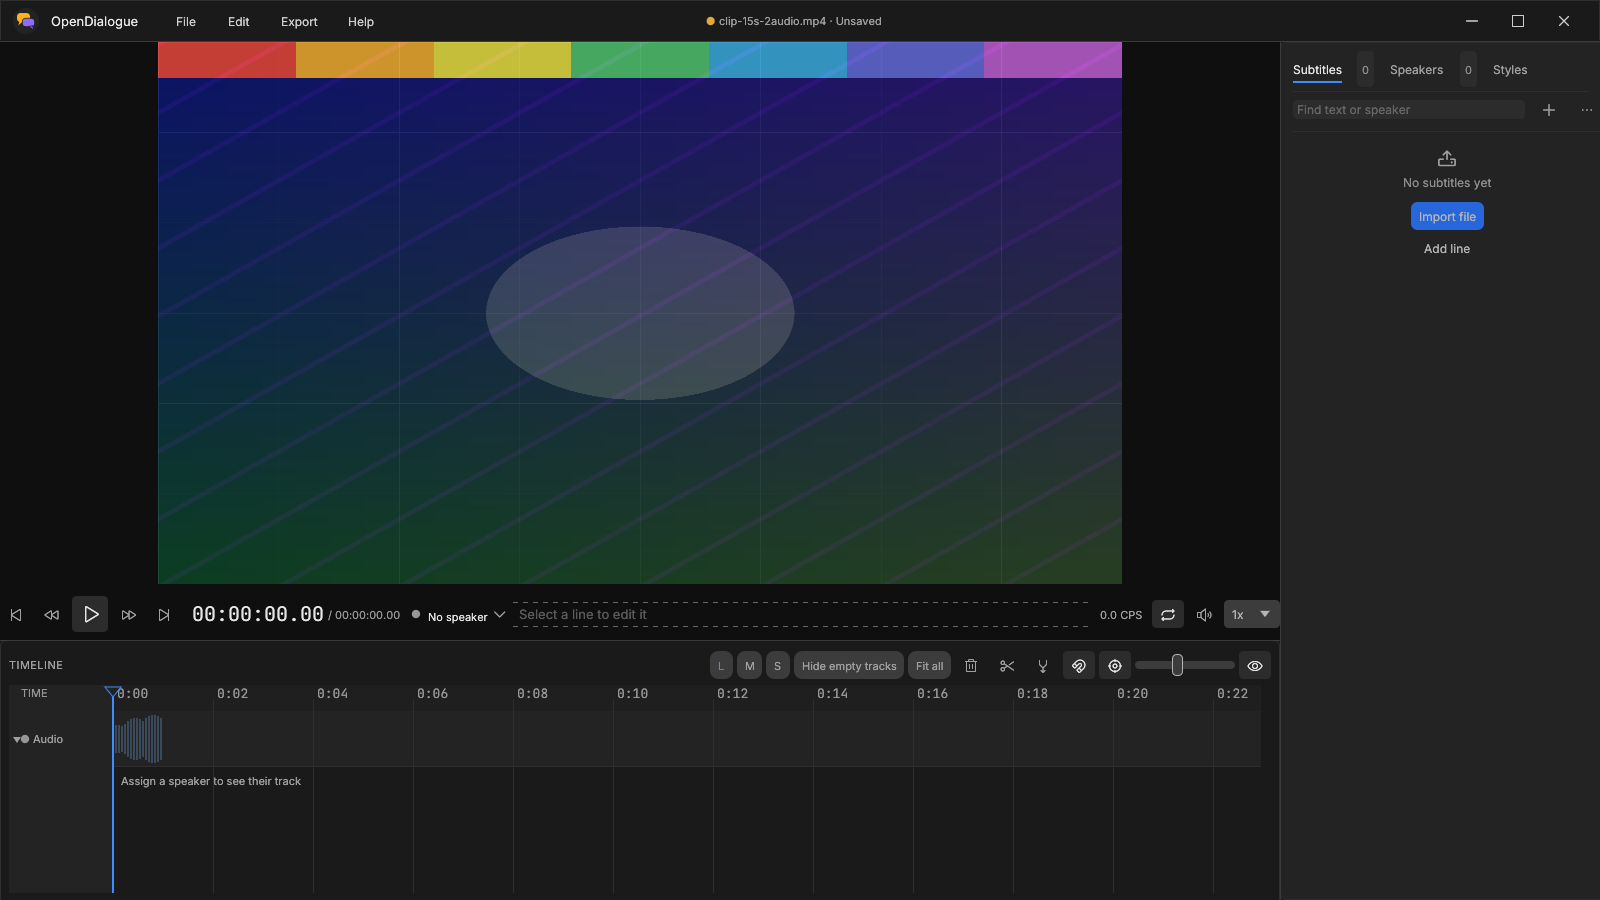 OpenDialogue File Edit Export Help clip-15s-2audio.mp4 · Unsaved
Subtitles 0 Speakers 0 Styles
Find text or speaker
No subtitles yet
Import file
Add line
00:00:00.00 / 00:00:00.00 No speaker Select a line to edit it 0.0 CPS 1x
TIMELINE L M S Hide empty tracks Fit all
TIME 0:00 0:02 0:04 0:06 0:08 0:10 0:12 0:14 0:16 0:18 0:20 0:22
Audio
Assign a speaker to see their track